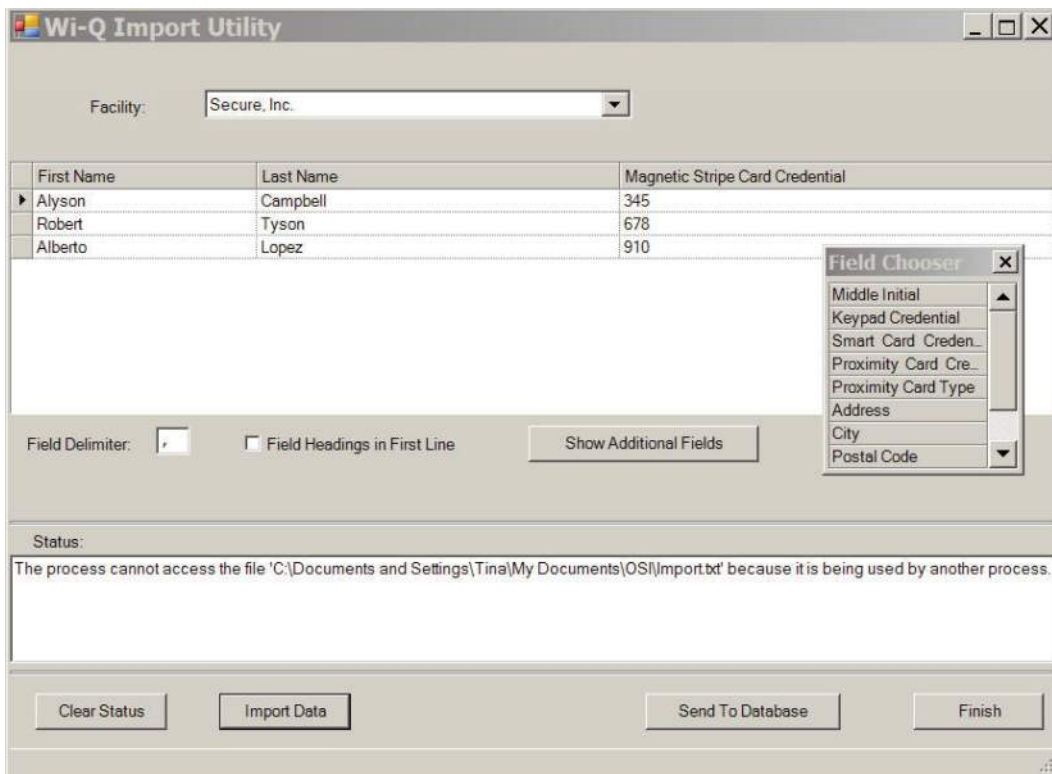 Wi-Q Import Utility
Facility: Secure, Inc.
First Name Last Name Magnetic Stripe Card Credential
Alyson Campbell 345
Robert Tyson 678
Alberto Lopez 910
Field Chooser
Middle Initial
Keypad Credential
Smart Card Creden...
Proximity Card Cre...
Proximity Card Type
Address
City
Postal Code
Field Delimiter: , Field Headings in First Line Show Additional Fields
Status:
The process cannot access the file 'C:\Documents and Settings\Tina\My Documents\OSI\Import.txt' because it is being used by another process.
Clear Status Import Data Send To Database Finish